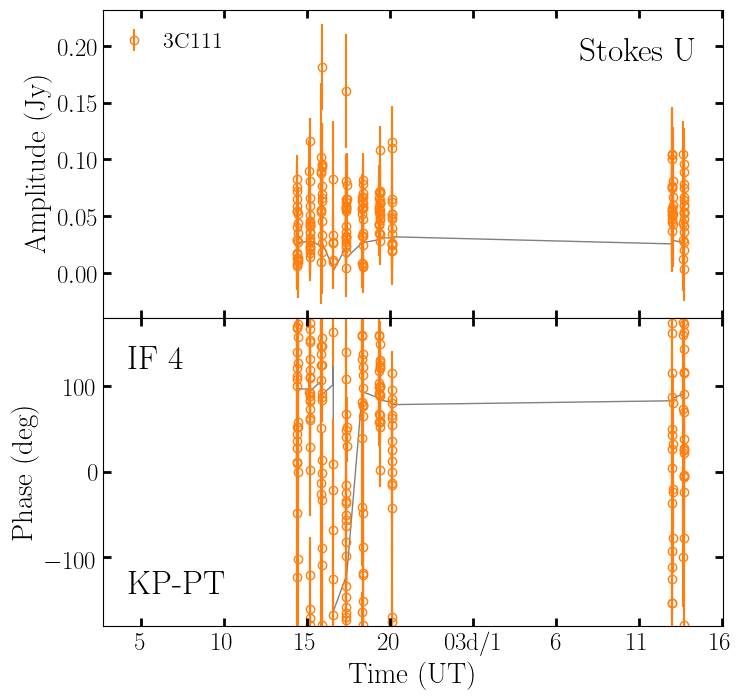 3C111
Stokes U
0.20
0.15
0.10
0.05
0.00
Amplitude (Jy)
IF 4
100
0
−100
Phase (deg)
KP-PT
5 10 15 20 03d/1 6 11 16
Time (UT)